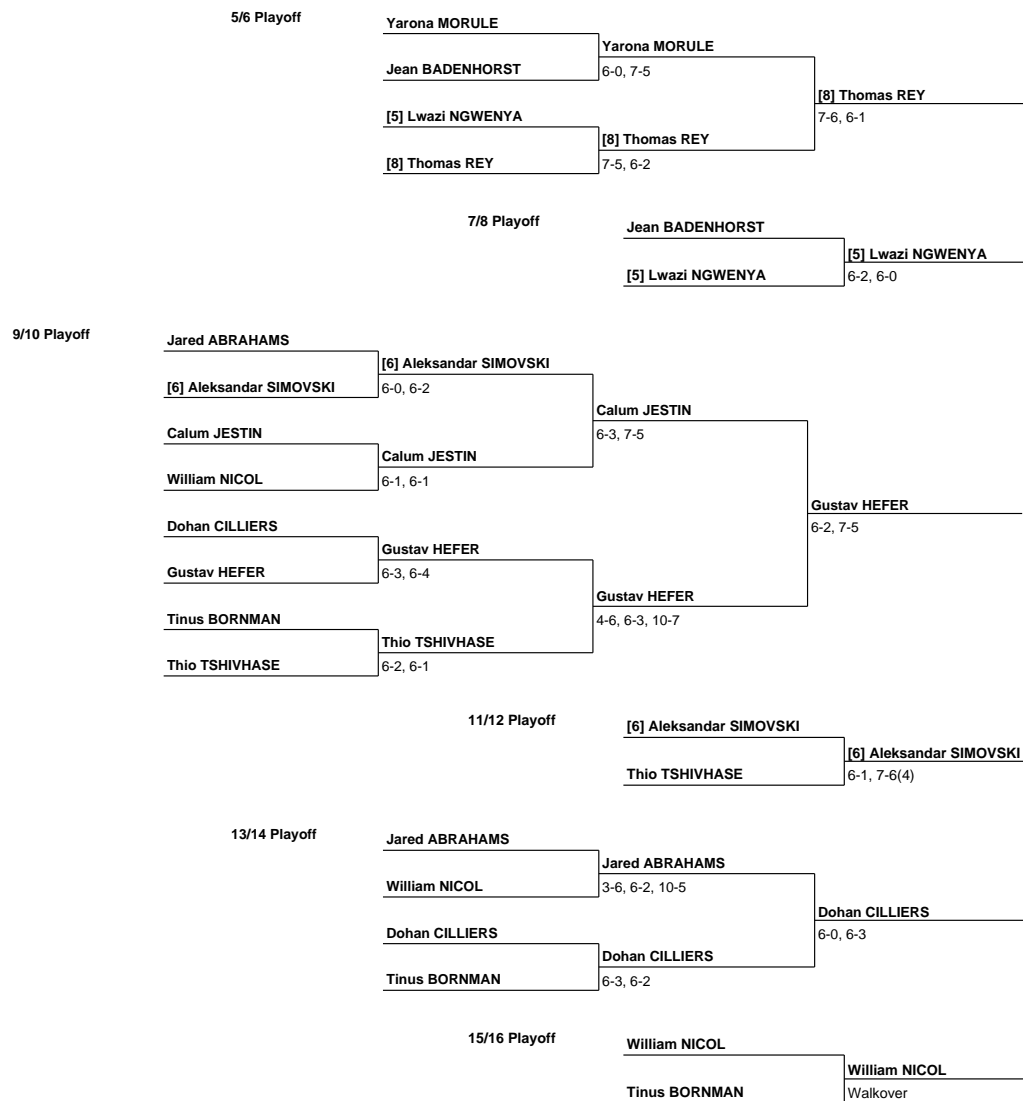 5/6 Playoff
Yarona MORULE
Yarona MORULE
Jean BADENHORST
6-0, 7-5
[8] Thomas REY
[5] Lwazi NGWENYA
7-6, 6-1
[8] Thomas REY
[8] Thomas REY
7-5, 6-2
7/8 Playoff
Jean BADENHORST
[5] Lwazi NGWENYA
[5] Lwazi NGWENYA
6-2, 6-0
9/10 Playoff
Jared ABRAHAMS
[6] Aleksandar SIMOVSKI
[6] Aleksandar SIMOVSKI
6-0, 6-2
Calum JESTIN
Calum JESTIN
6-3, 7-5
Calum JESTIN
William NICOL
6-1, 6-1
Gustav HEFER
Dohan CILLIERS
6-2, 7-5
Gustav HEFER
Gustav HEFER
6-3, 6-4
Gustav HEFER
Tinus BORNMAN
4-6, 6-3, 10-7
Thio TSHIVHASE
Thio TSHIVHASE
6-2, 6-1
11/12 Playoff
[6] Aleksandar SIMOVSKI
[6] Aleksandar SIMOVSKI
Thio TSHIVHASE
6-1, 7-6(4)
13/14 Playoff
Jared ABRAHAMS
Jared ABRAHAMS
William NICOL
3-6, 6-2, 10-5
Dohan CILLIERS
Dohan CILLIERS
6-0, 6-3
Dohan CILLIERS
Tinus BORNMAN
6-3, 6-2
15/16 Playoff
William NICOL
William NICOL
Tinus BORNMAN
Walkover